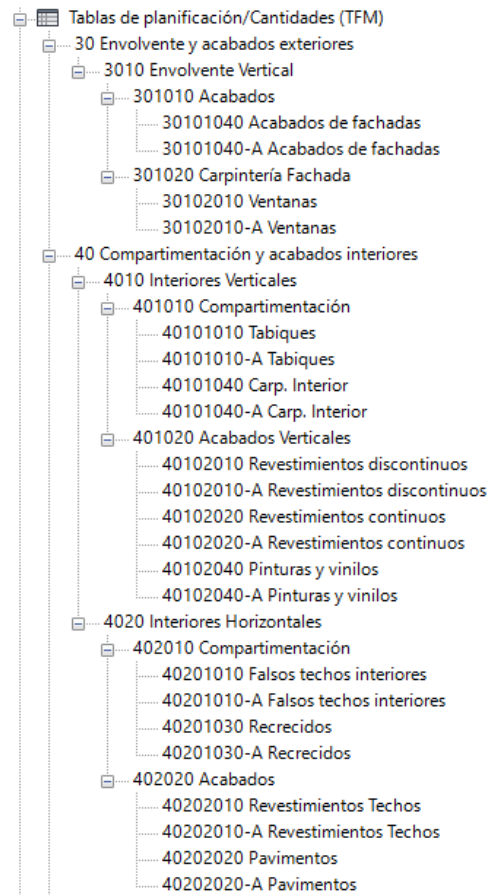 Tablas de planificación/Cantidades (TFM)
30 Envolvente y acabados exteriores
3010 Envolvente Vertical
301010 Acabados
30101040 Acabados de fachadas
30101040-A Acabados de fachadas
301020 Carpintería Fachada
30102010 Ventanas
30102010-A Ventanas
40 Compartimentación y acabados interiores
4010 Interiores Verticales
401010 Compartimentación
40101010 Tabiques
40101010-A Tabiques
40101040 Carp. Interior
40101040-A Carp. Interior
401020 Acabados Verticales
40102010 Revestimientos discontinuos
40102010-A Revestimientos discontinuos
40102020 Revestimientos continuos
40102020-A Revestimientos continuos
40102040 Pinturas y vinilos
40102040-A Pinturas y vinilos
4020 Interiores Horizontales
402010 Compartimentación
40201010 Falsos techos interiores
40201010-A Falsos techos interiores
40201030 Recrecidos
40201030-A Recrecidos
402020 Acabados
40202010 Revestimientos Techos
40202010-A Revestimientos Techos
40202020 Pavimentos
40202020-A Pavimentos